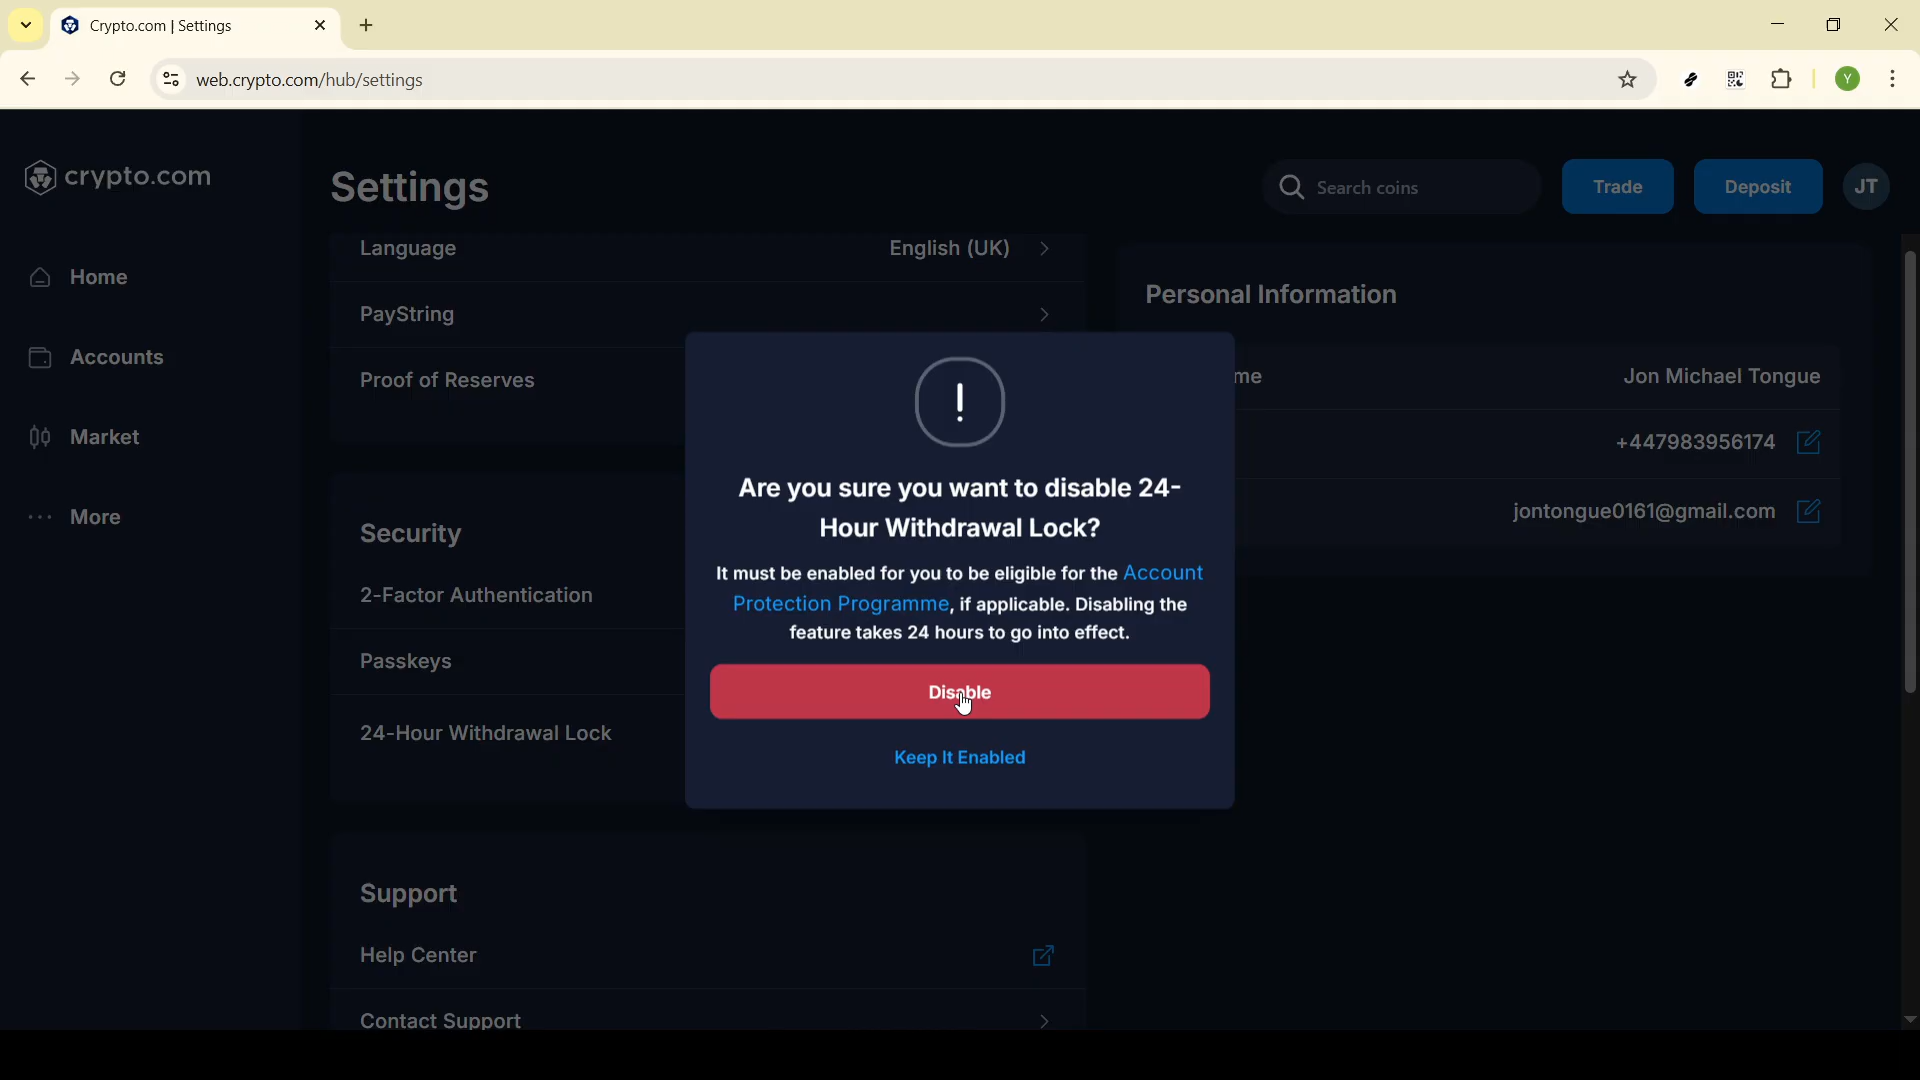 Crypto.com | Settings
web.crypto.com/hub/settings
Y
crypto.com
Settings
Search coins
Trade
Deposit
JT
Home
Accounts
Market
More
Language
English (UK)
PayString
Proof of Reserves
Security
2-Factor Authentication
Passkeys
24-Hour Withdrawal Lock
Support
Help Center
Contact Support
Personal Information
me
Jon Michael Tongue
+447983956174
jontongue0161@gmail.com
!
Are you sure you want to disable 24-
Hour Withdrawal Lock?
It must be enabled for you to be eligible for the Account
Protection Programme, if applicable. Disabling the
feature takes 24 hours to go into effect.
Disable
Keep It Enabled